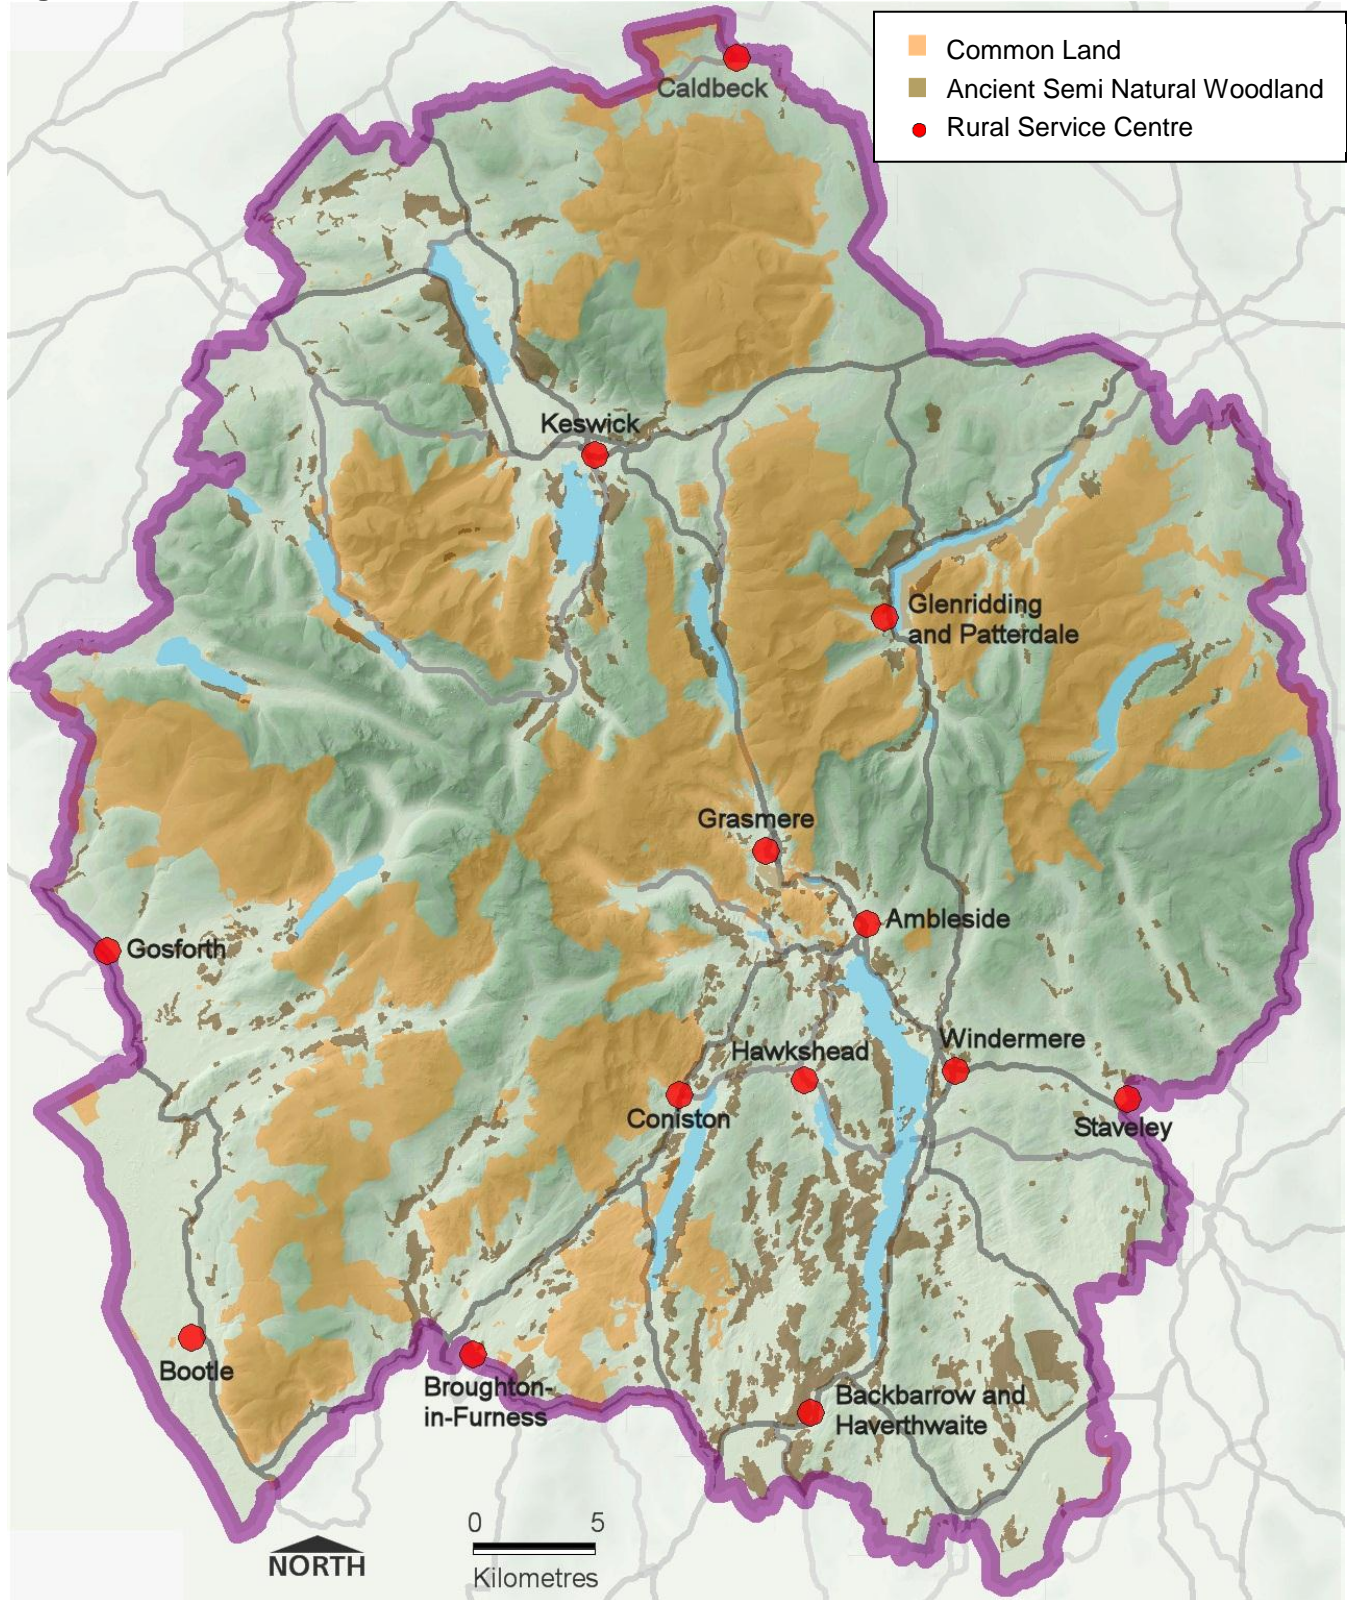 Common Land
Ancient Semi Natural Woodland
Rural Service Centre
Caldbeck
Keswick
Glenridding
and Patterdale
Grasmere
Ambleside
Gosforth
Windermere
Hawkshead
Coniston
Staveley
Bootle
Broughton-
in-Furness
Backbarrow and
Haverthwaite
0 5
Kilometres
NORTH